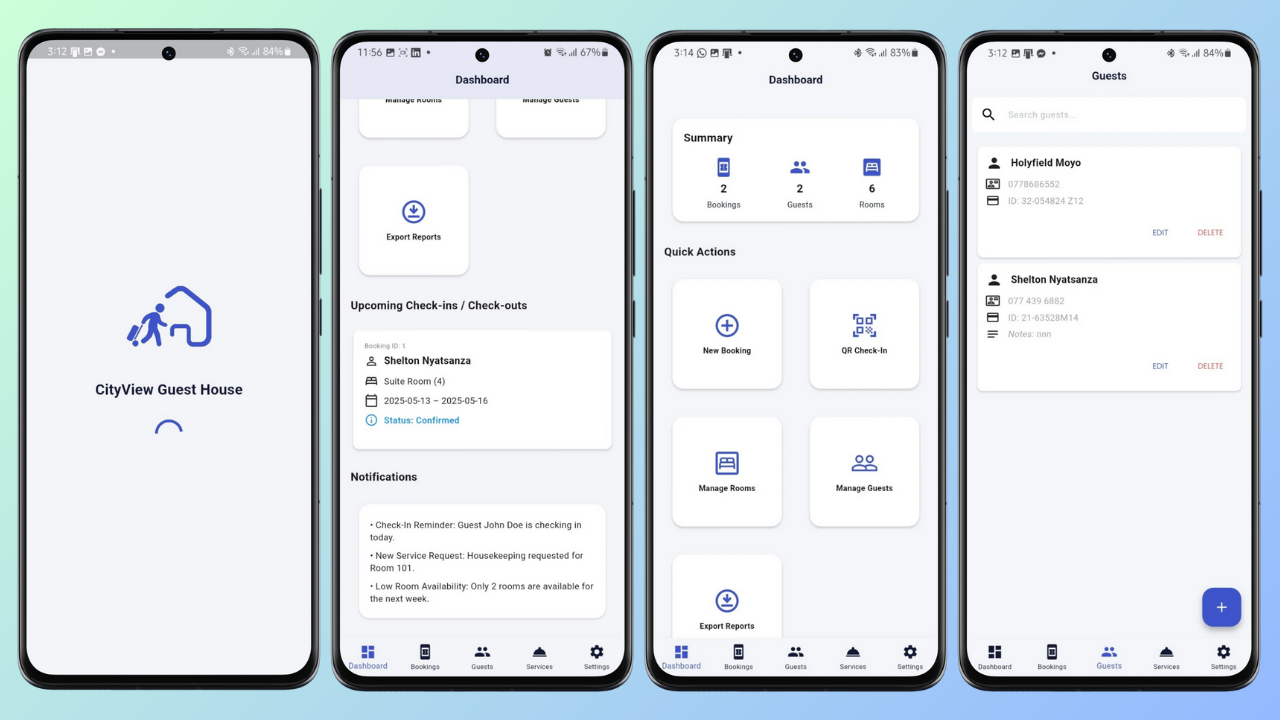 3:12
84%
CityView Guest House
11:56
67%
Dashboard
Manage Rooms
Manage Guests
Export Reports
Upcoming Check-ins / Check-outs
Booking ID: 1
Shelton Nyatsanza
Suite Room (4)
2025-05-13 – 2025-05-16
Status: Confirmed
Notifications
• Check-In Reminder: Guest John Doe is checking in
today.
• New Service Request: Housekeeping requested for
Room 101.
• Low Room Availability: Only 2 rooms are available for
the next week.
Dashboard
Bookings
Guests
Services
Settings
3:14
83%
Dashboard
Summary
2
2
6
Bookings
Guests
Rooms
Quick Actions
New Booking
QR Check-In
Manage Rooms
Manage Guests
Export Reports
Dashboard
Bookings
Guests
Services
Settings
3:12
84%
Guests
Search guests...
Holyfield Moyo
0778686552
ID: 32-054824 Z12
EDIT
DELETE
Shelton Nyatsanza
077 439 6882
ID: 21-63528M14
Notes: nnn
EDIT
DELETE
Dashboard
Bookings
Guests
Services
Settings